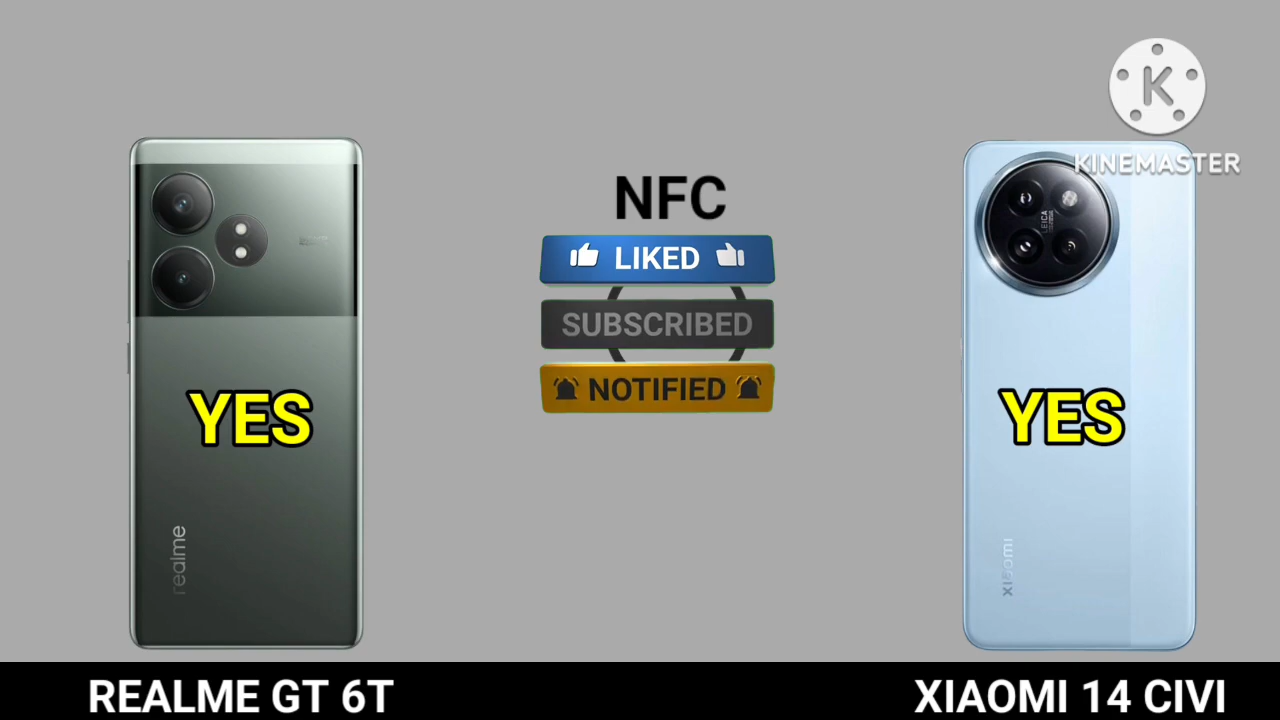 NFC
LIKED
SUBSCRIBED
NOTIFIED
K
KINEMASTER
LEICA
YES
YES
realme
xiaomi
REALME GT 6T
XIAOMI 14 CIVI